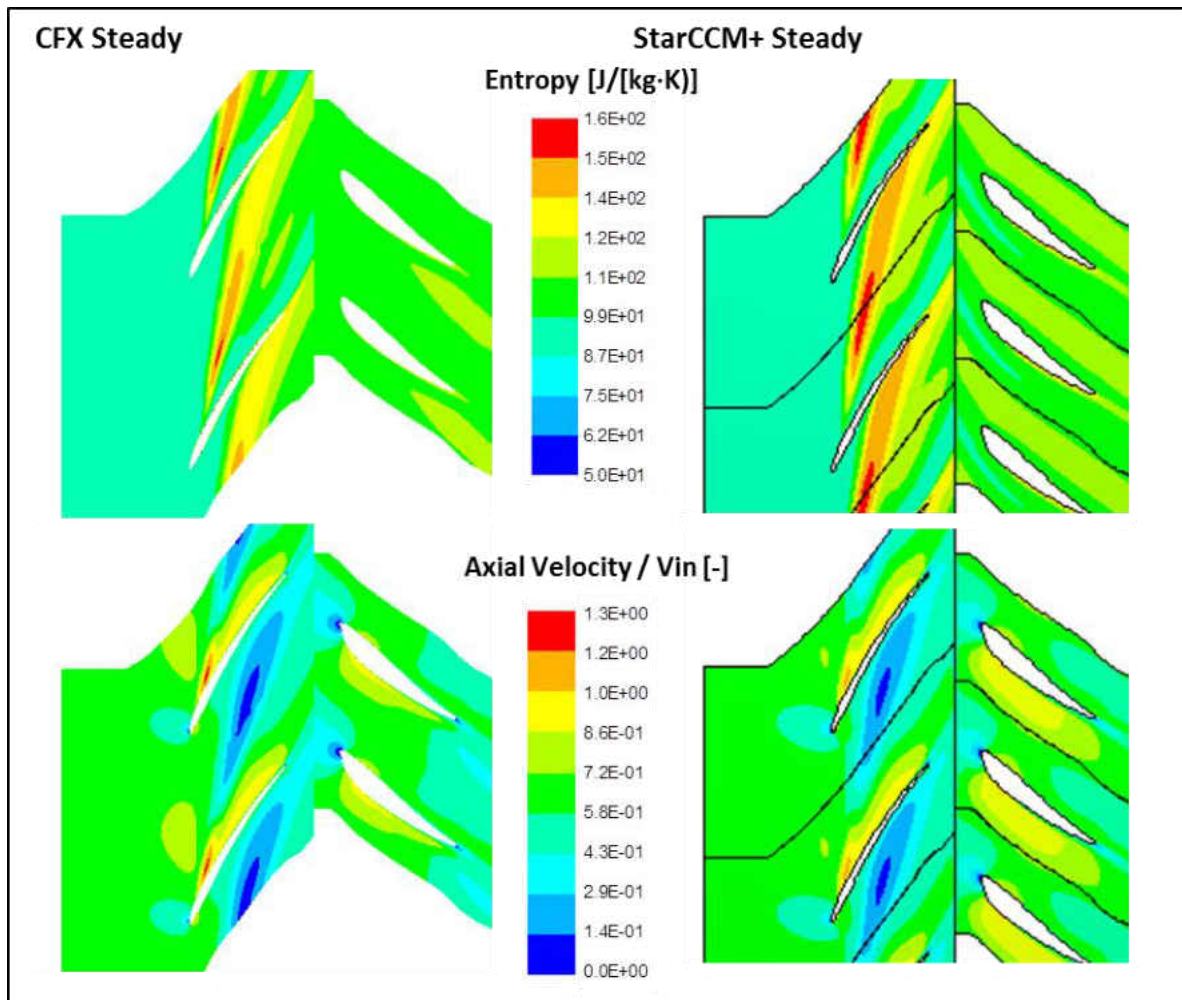 CFX Steady
StarCCM+ Steady
Entropy [J/[kg·K)]
1.6E+02
1.5E+02
1.4E+02
1.2E+02
1.1E+02
9.9E+01
8.7E+01
7.5E+01
6.2E+01
5.0E+01
Axial Velocity / Vin [-]
1.3E+00
1.2E+00
1.0E+00
8.6E-01
7.2E-01
5.8E-01
4.3E-01
2.9E-01
1.4E-01
0.0E+00